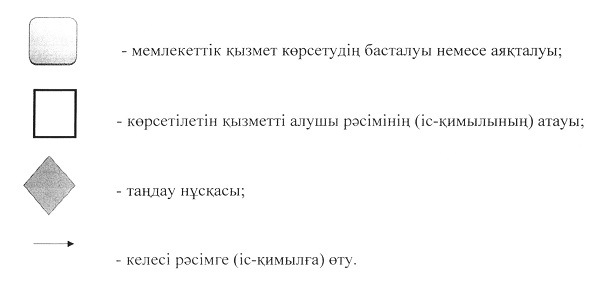 - мемлекеттік қызмет көрсетудің басталуы немесе аяқталуы;
- көрсетілетін қызметті алушы рәсімінің (іс-қимылының) атауы;
- таңдау нұсқасы;
- келесі рәсімге (іс-қимылға) өту.